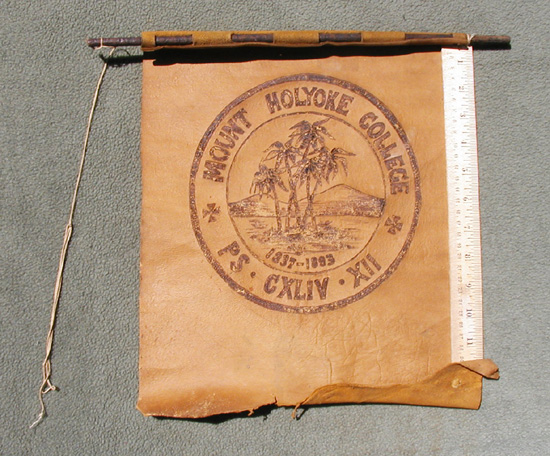 MOUNT HOLYOKE COLLEGE
1837-1893
PS · CXLIV · XII